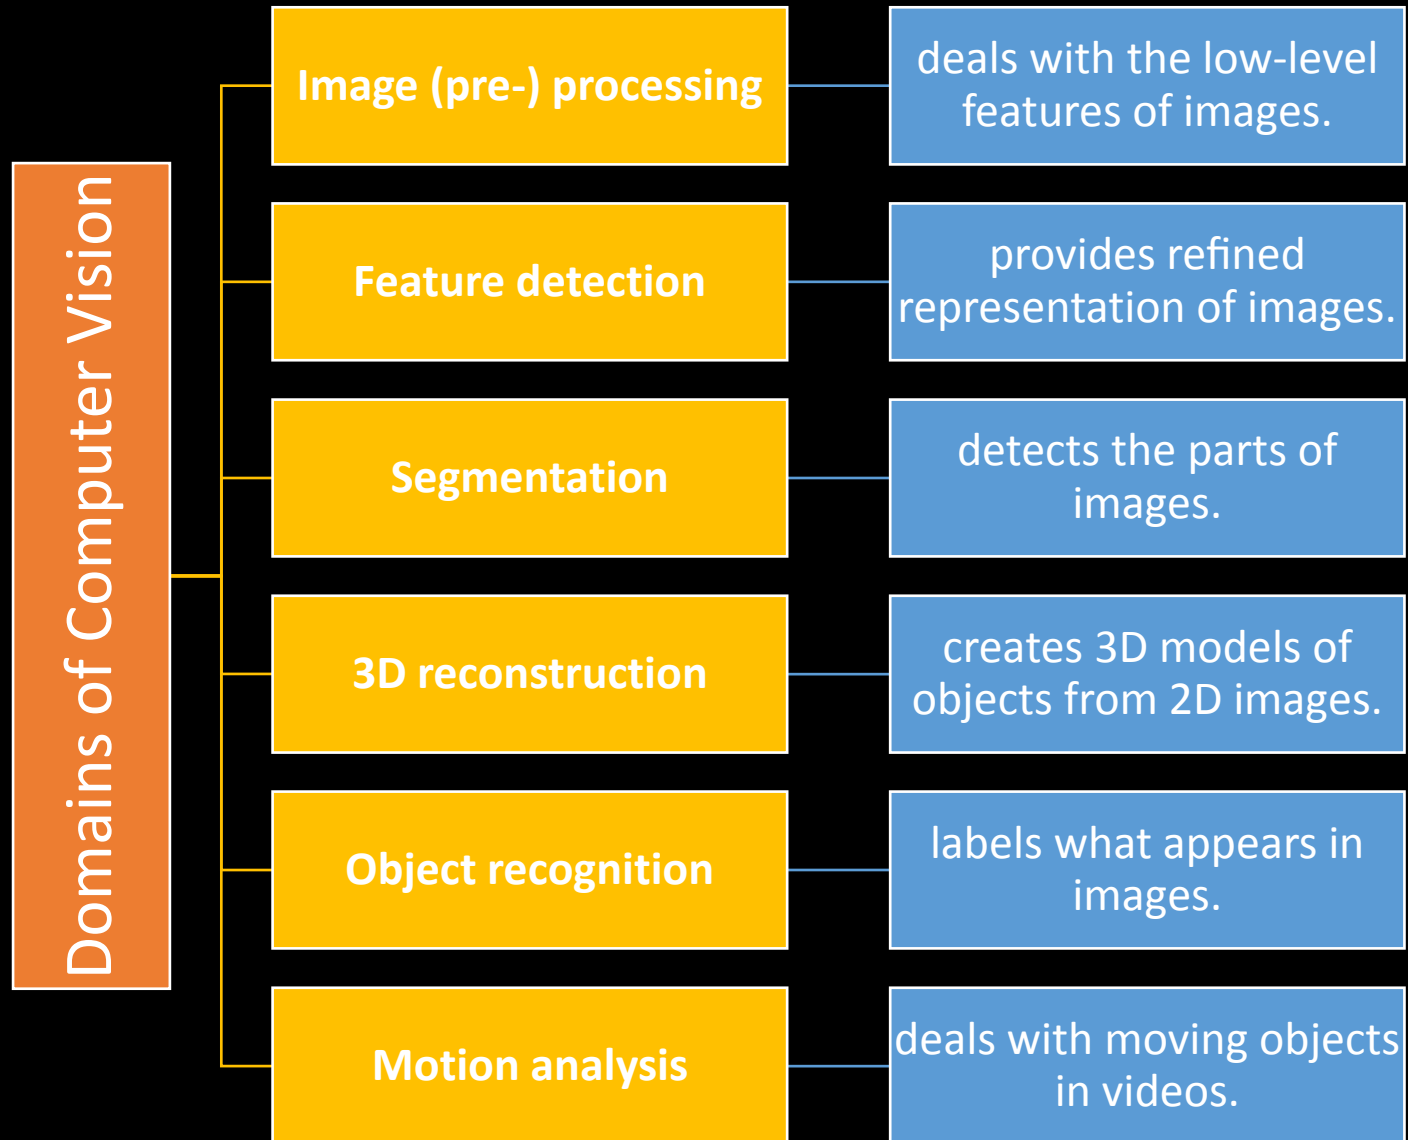 Domains of Computer Vision
Image (pre-) processing
deals with the low-level
features of images.
Feature detection
provides refined
representation of images.
Segmentation
detects the parts of
images.
3D reconstruction
creates 3D models of
objects from 2D images.
Object recognition
labels what appears in
images.
Motion analysis
deals with moving objects
in videos.